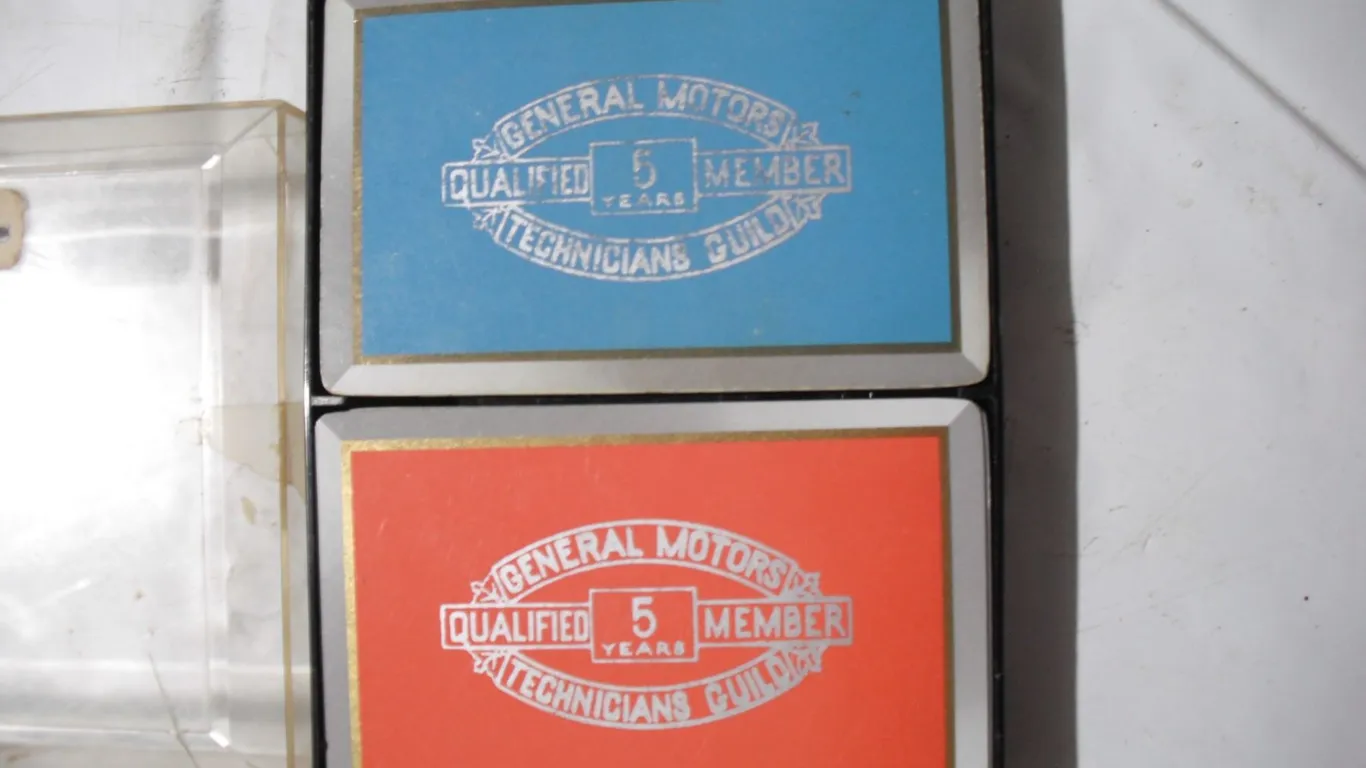 GENERAL MOTORS
QUALIFIED 5 YEARS MEMBER
TECHNICIANS GUILD
GENERAL MOTORS
QUALIFIED 5 YEARS MEMBER
TECHNICIANS GUILD